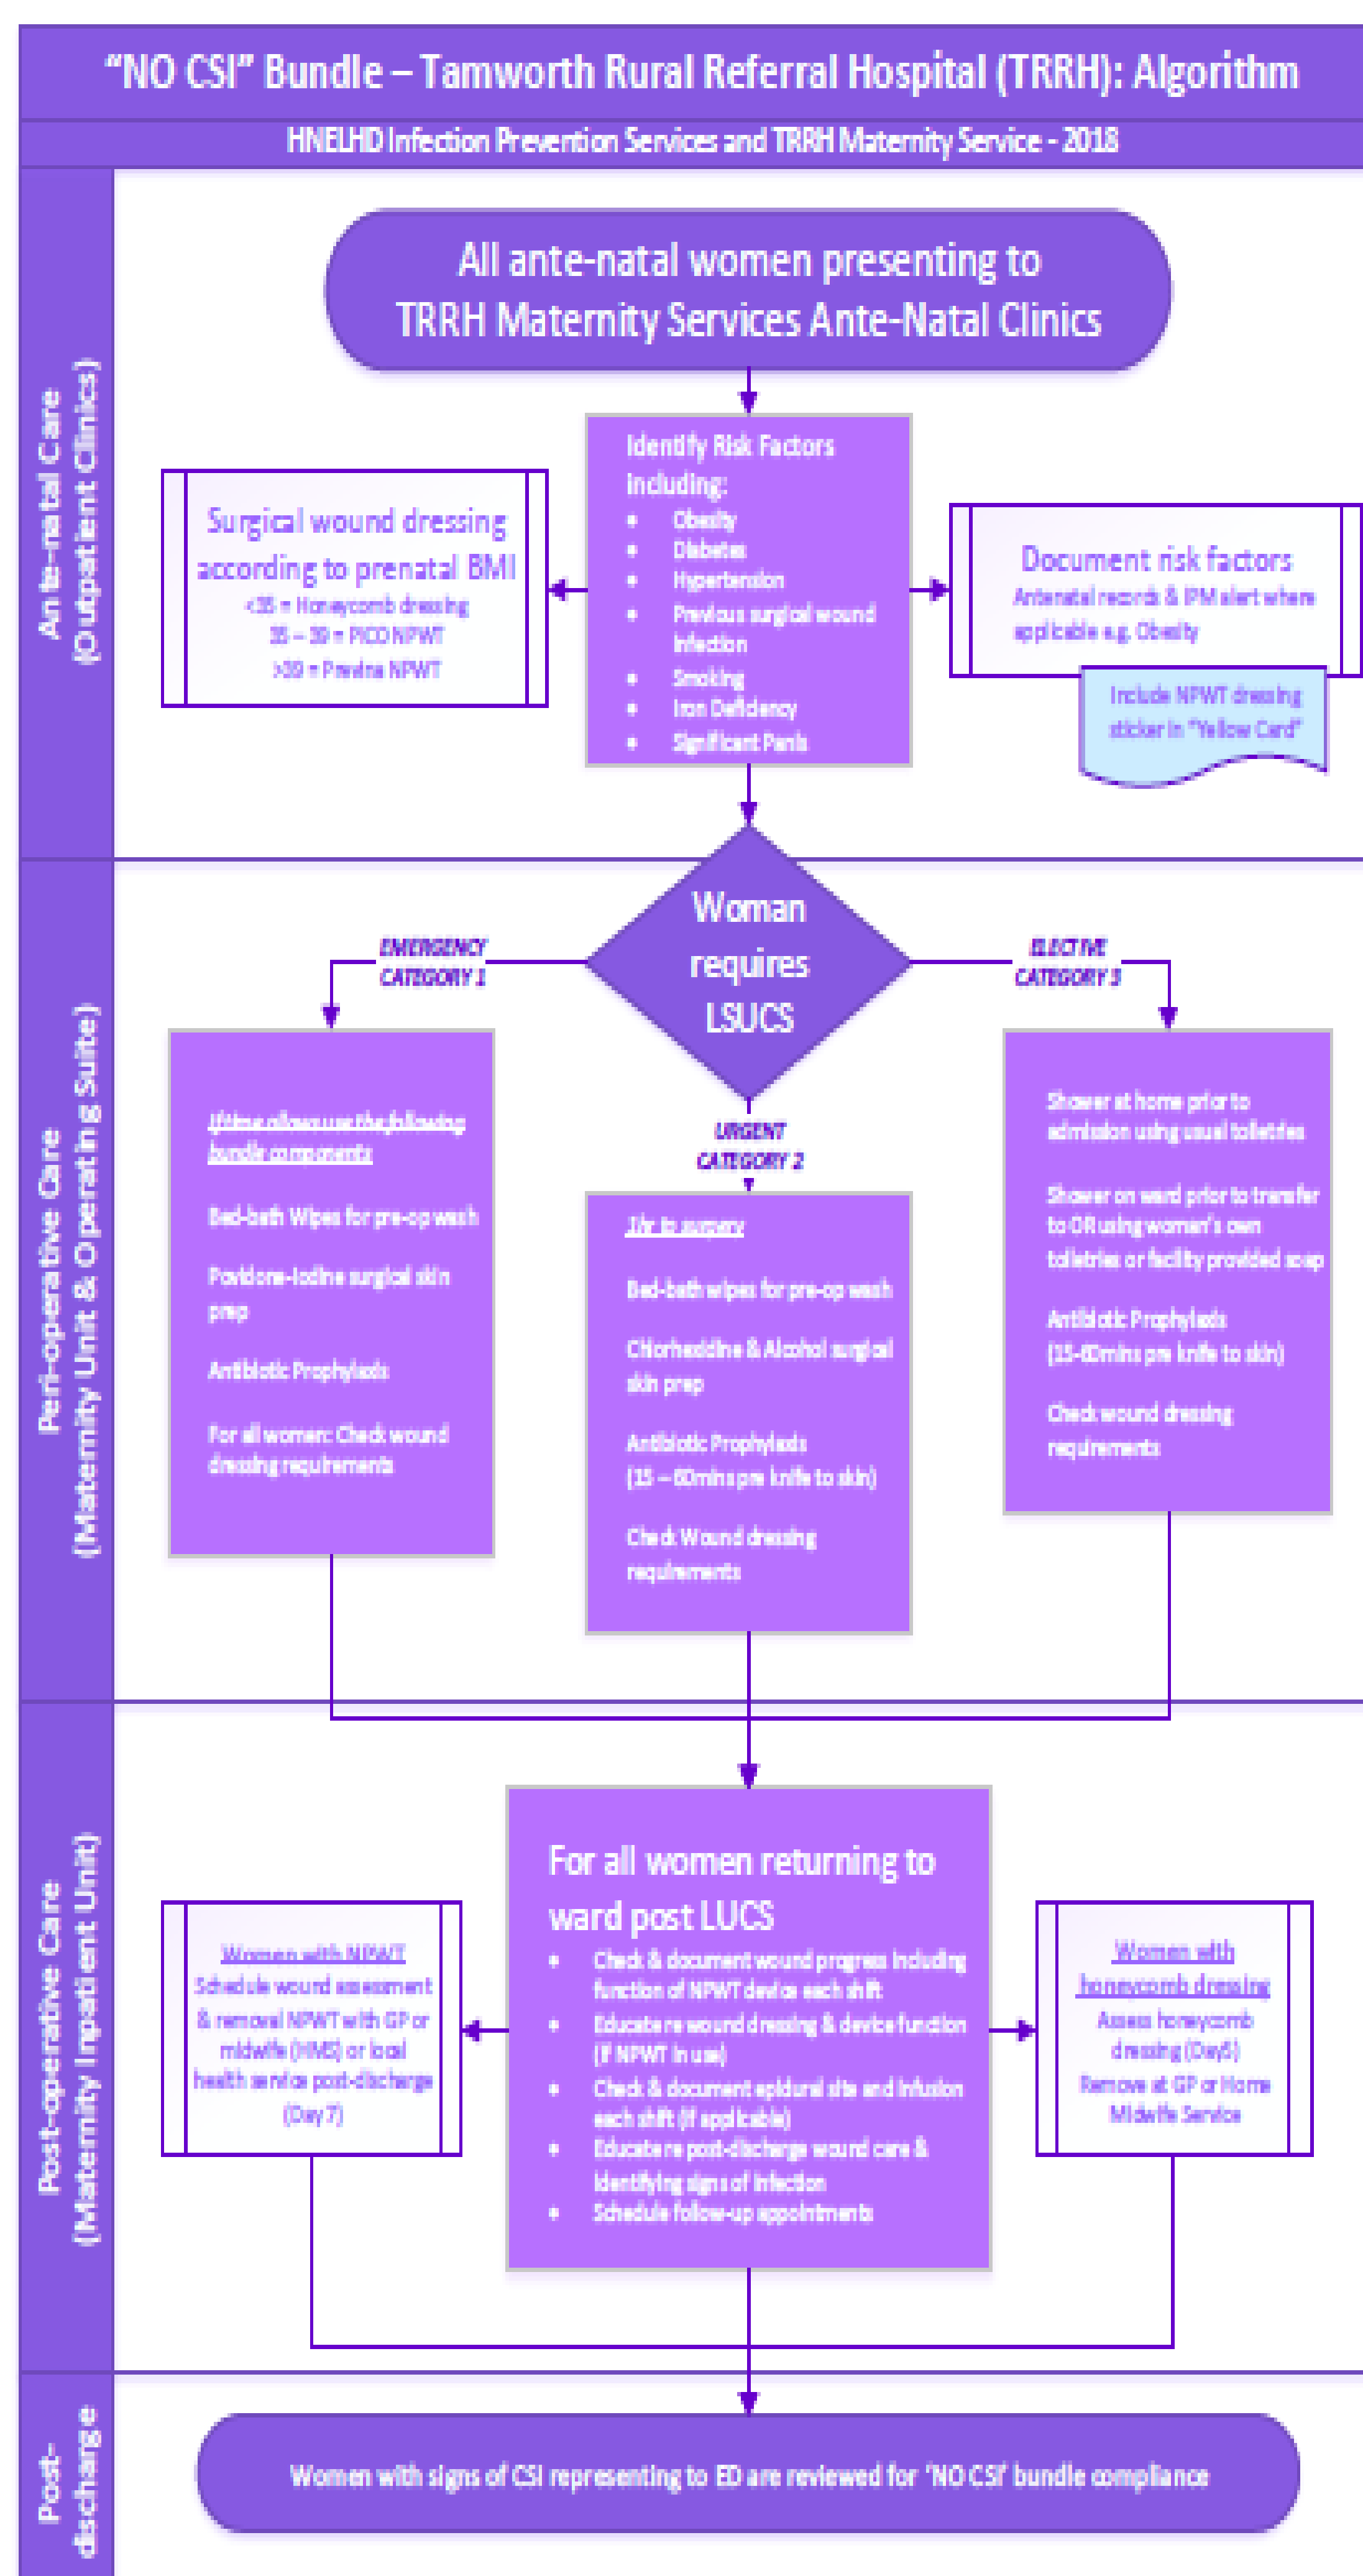 “NO CSI” Bundle – Tamworth Rural Referral Hospital (TRRH): Algorithm
HNELHD Infection Prevention Services and TRRH Maternity Service - 2018
Ante-natal Care
(Outpatient Clinics)
All ante-natal women presenting to
TRRH Maternity Services Ante-Natal Clinics
Identify Risk Factors
including:
• Obesity
• Diabetes
• Hypertension
• Previous surgical wound
infection
• Smoking
• Iron Deficiency
• Significant Panis
Surgical wound dressing
according to prenatal BMI
<35 = Honeycomb dressing
35 – 39 = PICO NPWT
>39 = Previna NPWT
Document risk factors
Antenatal records & IPM alert where
applicable e.g. Obesity
Include NPWT dressing
sticker in "Yellow Card"
Peri-operative Care
(Maternity Unit & Operating Suite)
Woman
requires
LSUCS
EMERGENCY
CATEGORY 1
ELECTIVE
CATEGORY 3
URGENT
CATEGORY 2
If time allows use the following
bundle components
Bed-bath Wipes for pre-op wash
Povidone-Iodine surgical skin
prep
Antibiotic Prophylaxis
For all women: Check wound
dressing requirements
1hr to surgery
Bed-bath wipes for pre-op wash
Chlorhexidine & Alcohol surgical
skin prep
Antibiotic Prophylaxis
(15 – 60mins pre knife to skin)
Check Wound dressing
requirements
Shower at home prior to
admission using usual toiletries
Shower on ward prior to transfer
to OR using woman's own
toiletries or facility provided soap
Antibiotic Prophylaxis
(15-60mins pre knife to skin)
Check wound dressing
requirements
Post-operative Care
(Maternity Inpatient Unit)
For all women returning to
ward post LUCS
• Check & document wound progress including
function of NPWT device each shift
• Educate re wound dressing & device function
(if NPWT in use)
• Check & document epidural site and infusion
each shift (if applicable)
• Educate re post-discharge wound care &
identifying signs of infection
• Schedule follow-up appointments
Women with NPWT
Schedule wound assessment
& removal NPWT with GP or
midwife (HMS) or local
health service post-discharge
(Day 7)
Women with
honeycomb dressing
Assess honeycomb
dressing (Day5)
Remove at GP or Home
Midwife Service
Post-
discharge
Women with signs of CSI representing to ED are reviewed for 'NO CSI' bundle compliance